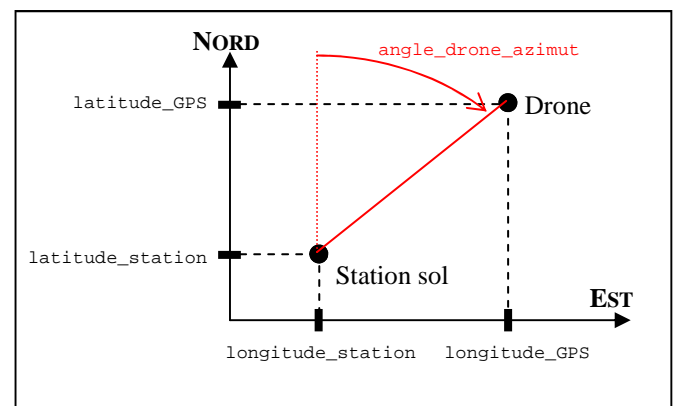 NORD
angle_drone_azimut
latitude_GPS
Drone
latitude_station
Station sol
EST
longitude_station
longitude_GPS